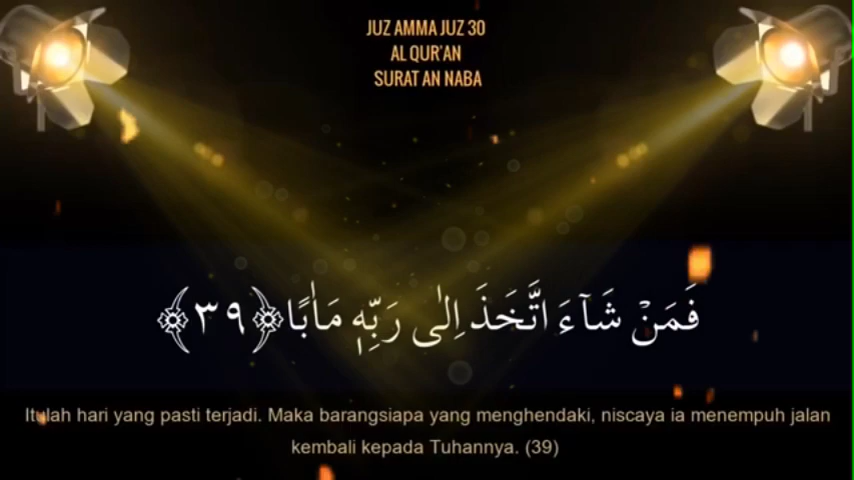 JUZ AMMA JUZ 30
AL QUR'AN
SURAT AN NABA
فَمَنْ شَآءَ اتَّخَذَ اِلٰى رَبِّهٖ مَاٰبًا ﴿٣٩﴾
Itulah hari yang pasti terjadi. Maka barangsiapa yang menghendaki, niscaya ia menempuh jalan
kembali kepada Tuhannya. (39)